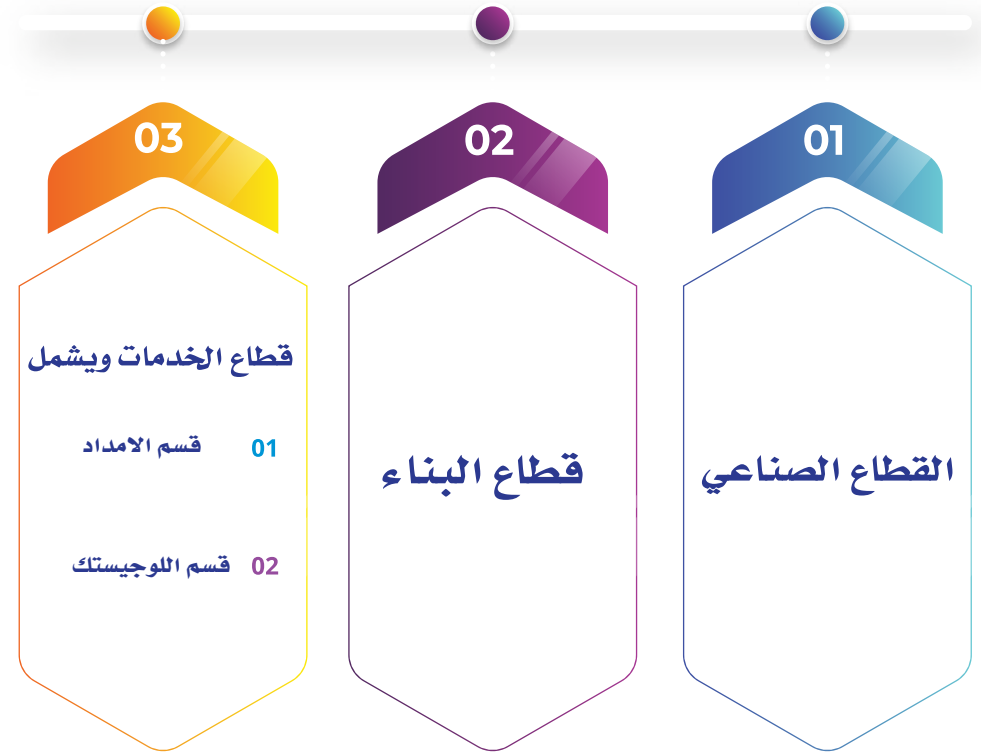 01
القطاع الصناعي
02
قطاع البناء
03
قطاع الخدمات ويشمل
01 قسم الامداد
02 قسم اللوجيستك